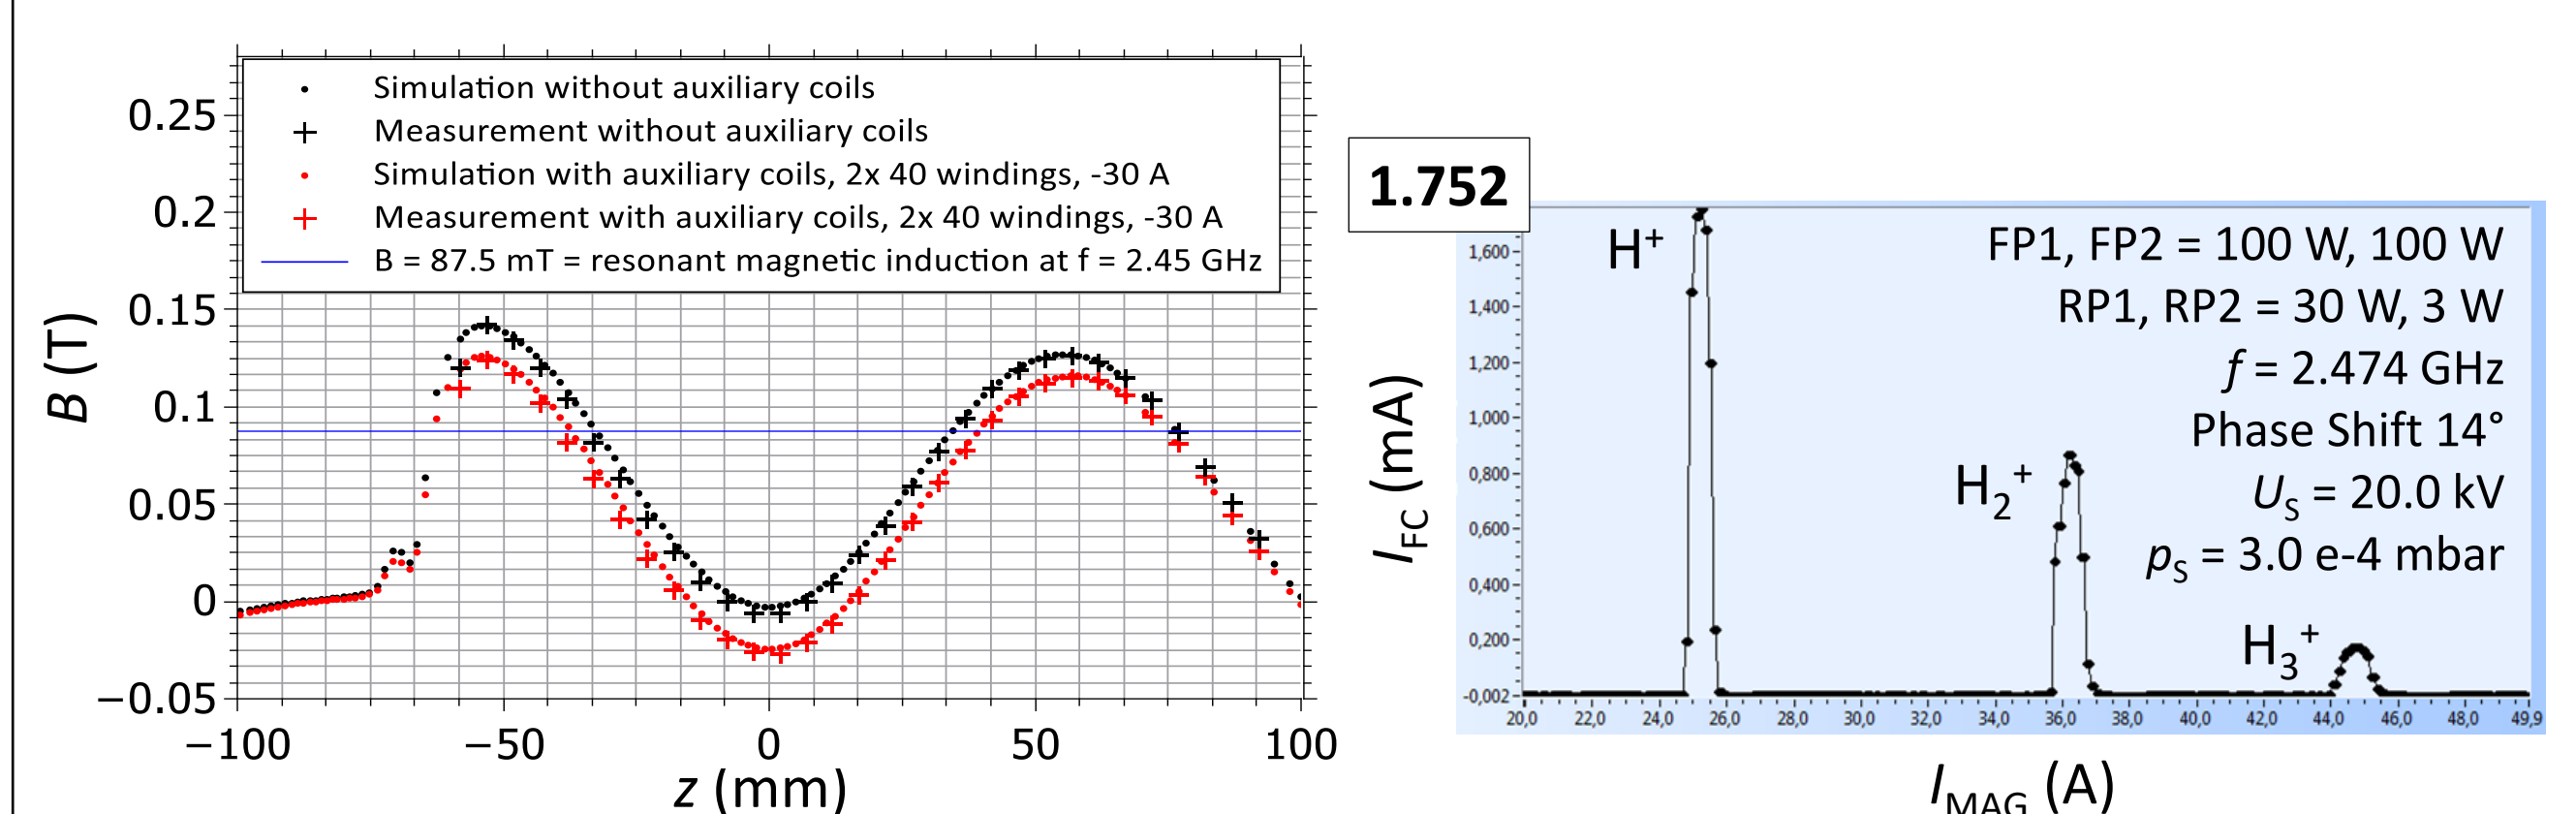 Simulation without auxiliary coils
Measurement without auxiliary coils
Simulation with auxiliary coils, 2x 40 windings, -30 A
Measurement with auxiliary coils, 2x 40 windings, -30 A
B = 87.5 mT = resonant magnetic induction at f = 2.45 GHz
B (T)
0.25
0.2
0.15
0.1
0.05
0
−0.05
−100 −50 0 50 100
z (mm)
1.752
I_FC (mA)
1,600
1,400
1,200
1,000
0,800
0,600
0,400
0,200
-0,002
H⁺
H₂⁺
H₃⁺
FP1, FP2 = 100 W, 100 W
RP1, RP2 = 30 W, 3 W
f = 2.474 GHz
Phase Shift 14°
U_S = 20.0 kV
p_S = 3.0 e-4 mbar
20,0 22,0 24,0 26,0 28,0 30,0 32,0 34,0 36,0 38,0 40,0 42,0 44,0 46,0 48,0 49,9
I_MAG (A)